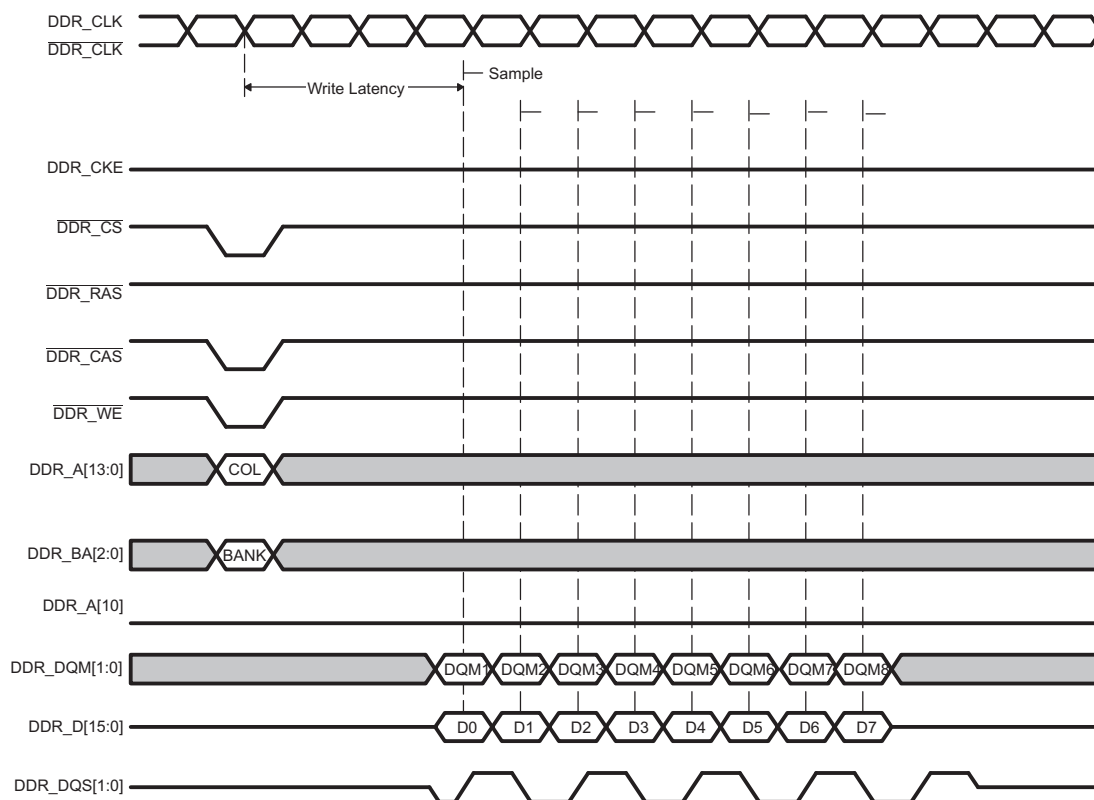 DDR_CLK
DDR_CLK
Sample
Write Latency
DDR_CKE
DDR_CS
DDR_RAS
DDR_CAS
DDR_WE
DDR_A[13:0]
COL
DDR_BA[2:0]
BANK
DDR_A[10]
DDR_DQM[1:0]
DQM1 DQM2 DQM3 DQM4 DQM5 DQM6 DQM7 DQM8
DDR_D[15:0]
D0 D1 D2 D3 D4 D5 D6 D7
DDR_DQS[1:0]